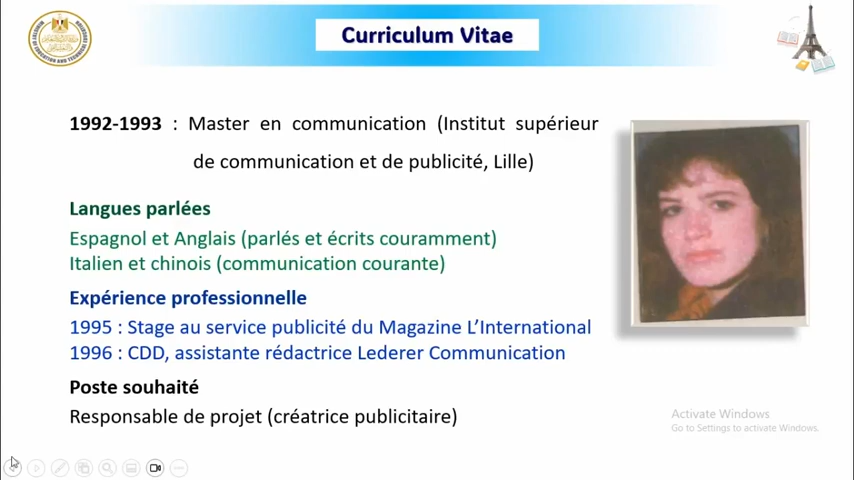 Curriculum Vitae
1992-1993 : Master en communication (Institut supérieur
de communication et de publicité, Lille)
Langues parlées
Espagnol et Anglais (parlés et écrits couramment)
Italien et chinois (communication courante)
Expérience professionnelle
1995 : Stage au service publicité du Magazine L’International
1996 : CDD, assistante rédactrice Lederer Communication
Poste souhaité
Responsable de projet (créatrice publicitaire)
Activate Windows
Go to Settings to activate Windows.